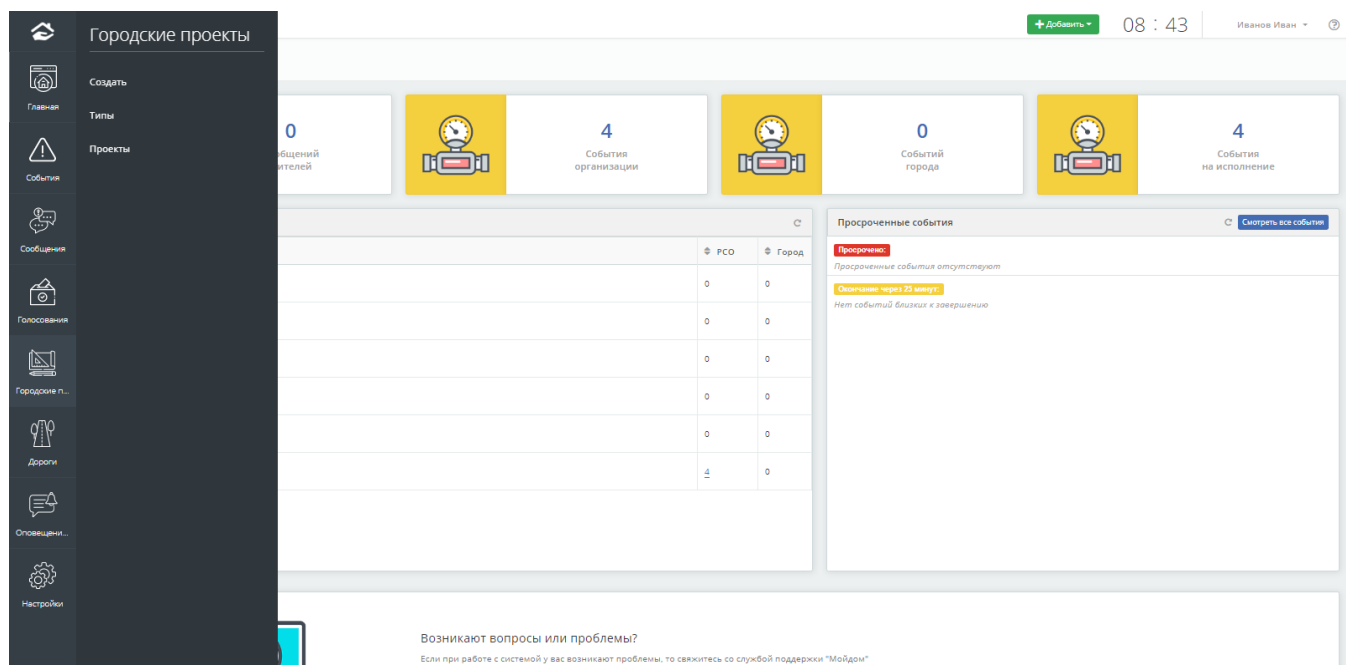 Городские проекты
+ Добавить
08 : 43
Иванов Иван
Главная
События
Сообщения
Голосования
Городские п...
Дороги
Оповещени...
Настройки
Создать
Типы
Проекты
0
4
События
организации
0
Событий
города
4
События
на исполнение
РСО
Город
0
0
0
0
0
0
0
0
0
0
4
0
Просроченные события
Смотреть все события
Просрочено:
Просроченные события отсутствуют
Окончание через 25 минут:
Нет событий близких к завершению
Возникают вопросы или проблемы?
Если при работе с системой у вас возникают проблемы, то свяжитесь со службой поддержки "Мойдом"